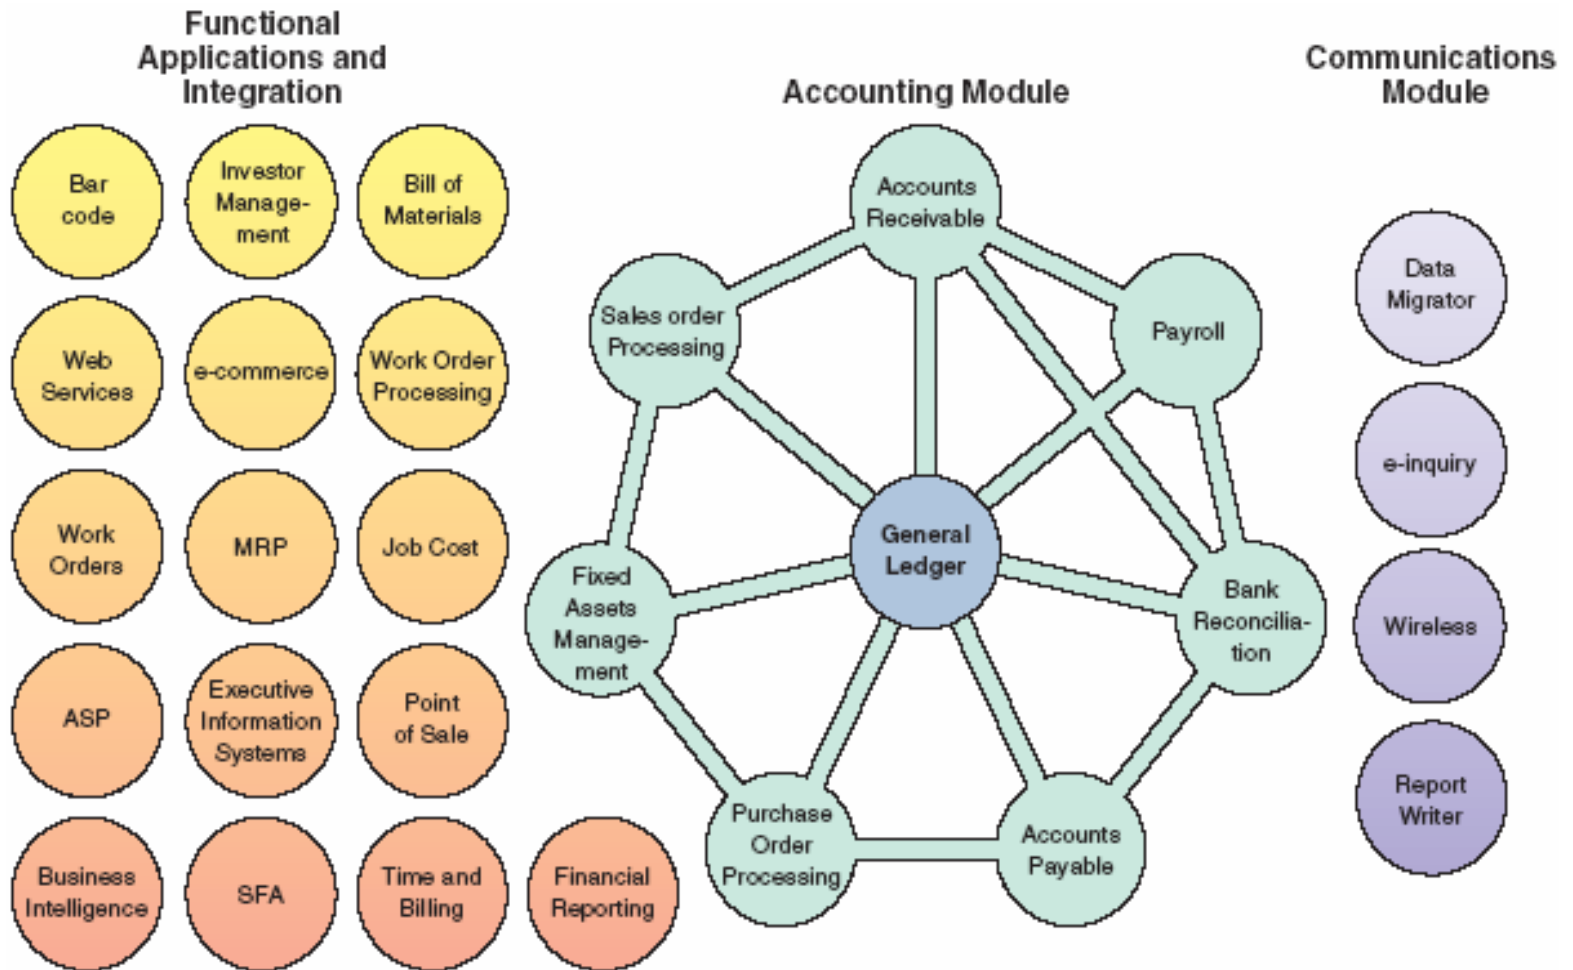 Functional
Applications and
Integration
Accounting Module
Communications
Module
Bar
code
Investor
Manage-
ment
Bill of
Materials
Web
Services
e-commerce
Work Order
Processing
Work
Orders
MRP
Job Cost
ASP
Executive
Information
Systems
Point
of Sale
Business
Intelligence
SFA
Time and
Billing
Financial
Reporting
Accounts
Receivable
Sales order
Processing
Payroll
General
Ledger
Fixed
Assets
Manage-
ment
Bank
Reconcilia-
tion
Purchase
Order
Processing
Accounts
Payable
Data
Migrator
e-inquiry
Wireless
Report
Writer